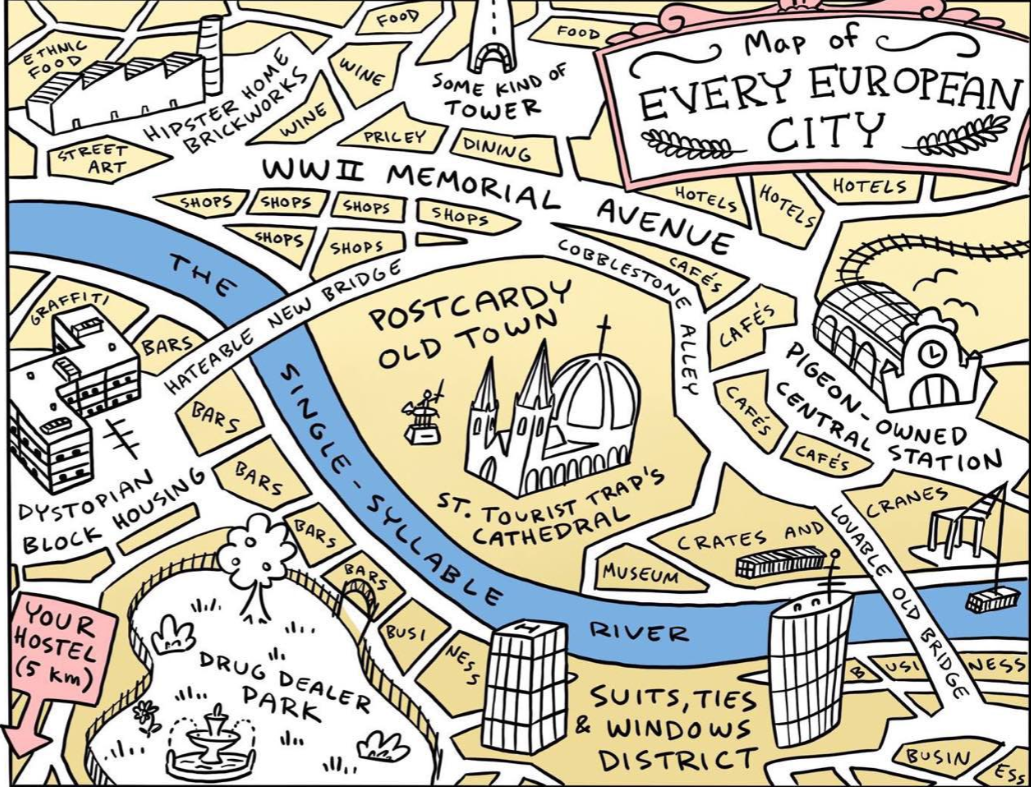 Map of
EVERY EUROPEAN
CITY
FOOD
FOOD
ETHNIC
FOOD
WINE
WINE
HIPSTER HOME
BRICKWORKS
SOME KIND OF
TOWER
STREET
ART
PRICEY
DINING
WWII MEMORIAL AVENUE
HOTELS
HOTELS
HOTELS
SHOPS
SHOPS
SHOPS
SHOPS
SHOPS
SHOPS
COBBLESTONE ALLEY
CAFÉS
CAFÉS
CAFÉS
CAFÉS
THE
SINGLE-SYLLABLE
RIVER
HATEABLE NEW BRIDGE
POSTCARDY
OLD TOWN
GRAFFITI
BARS
BARS
BARS
BARS
BARS
PIGEON-OWNED
CENTRAL STATION
DYSTOPIAN
BLOCK HOUSING
ST. TOURIST TRAP'S
CATHEDRAL
CRATES AND
CRANES
LOVABLE OLD BRIDGE
MUSEUM
YOUR
HOSTEL
(5 km)
DRUG DEALER
PARK
BUSI
NESS
SUITS, TIES
& WINDOWS
DISTRICT
B
USI
NESS
BUSIN
ESS